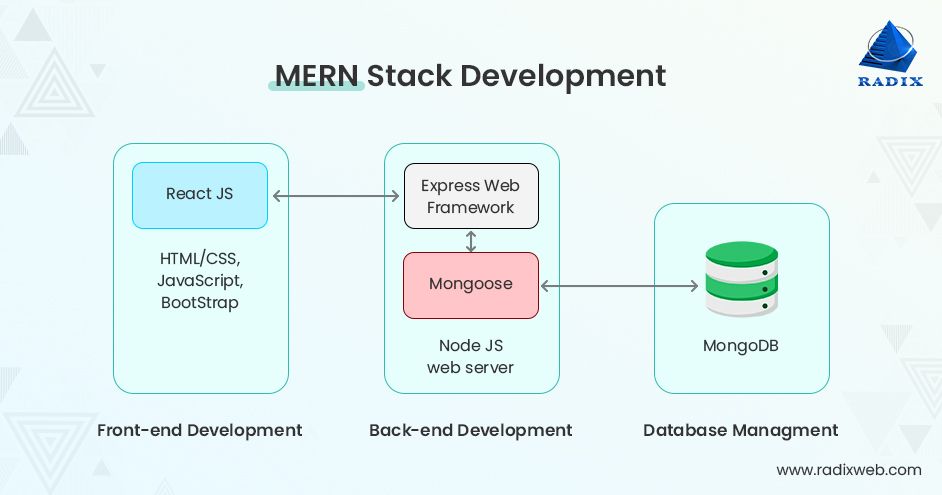 RADIX
MERN Stack Development
React JS
HTML/CSS,
JavaScript,
BootStrap
Front-end Development
Express Web
Framework
Mongoose
Node JS
web server
Back-end Development
MongoDB
Database Managment
www.radixweb.com